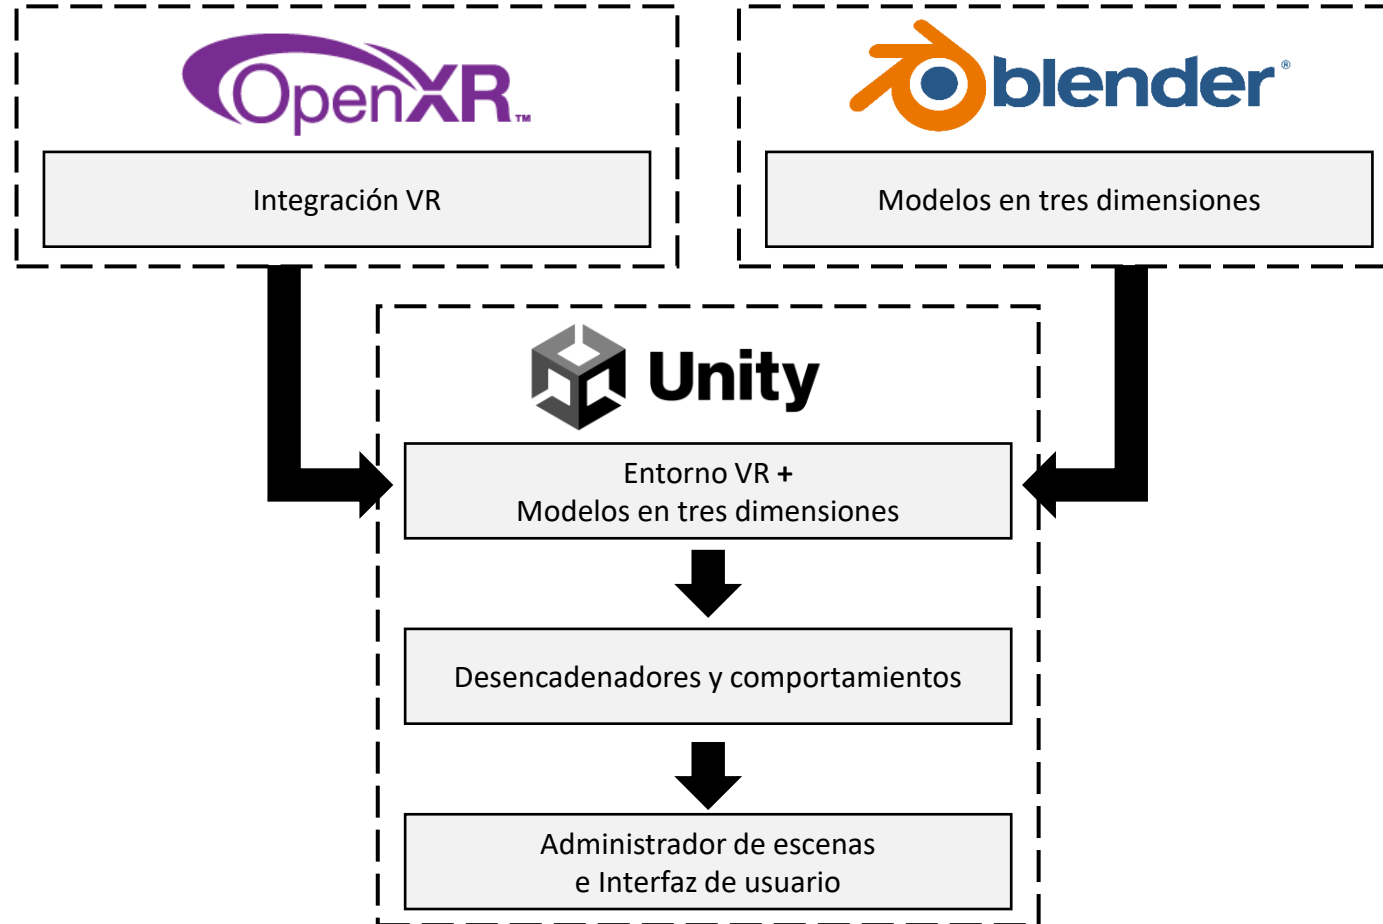 OpenXR™
Integración VR
blender®
Modelos en tres dimensiones
Unity
Entorno VR +
Modelos en tres dimensiones
Desencadenadores y comportamientos
Administrador de escenas
e Interfaz de usuario